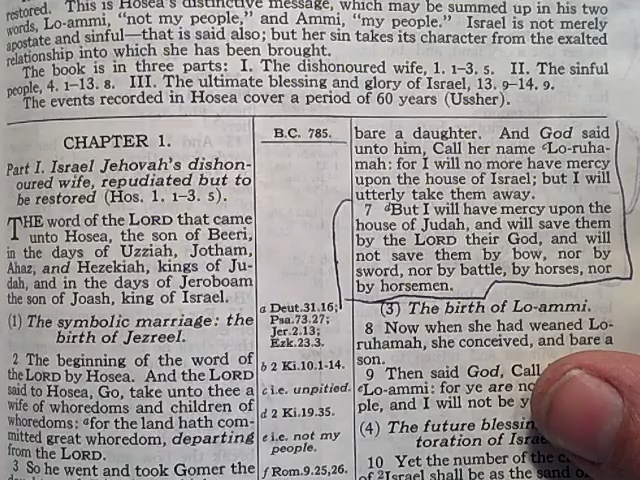 restored. This is Hosea's distinctive message, which may be summed up in his two
words, Lo-ammi, "not my people," and Ammi, "my people." Israel is not merely
apostate and sinful—that is said also; but her sin takes its character from the exalted
relationship into which she has been brought.
The book is in three parts: I. The dishonoured wife, 1. 1–3. 5. II. The sinful
people, 4. 1–13. 8. III. The ultimate blessing and glory of Israel, 13. 9–14. 9.
The events recorded in Hosea cover a period of 60 years (Ussher).
CHAPTER 1.
Part I. Israel Jehovah's dishon-
oured wife, repudiated but to
be restored (Hos. 1. 1–3. 5).
THE word of the LORD that came
unto Hosea, the son of Beeri,
in the days of Uzziah, Jotham,
Ahaz, and Hezekiah, kings of Ju-
dah, and in the days of Jeroboam
the son of Joash, king of Israel.
(1) The symbolic marriage: the
birth of Jezreel.
2 The beginning of the word of
the LORD by Hosea. And the LORD
said to Hosea, Go, take unto thee a
wife of whoredoms and children of
whoredoms: a for the land hath com-
mitted great whoredom, departing
from the LORD.
3 So he went and took Gomer the
B.C. 785.
a Deut.31.16;
Psa.73.27;
Jer.2.13;
Ezk.23.3.
b 2 Ki.10.1-14.
c i.e. unpitied.
d 2 Ki.19.35.
e i.e. not my
people.
f Rom.9.25,26.
bare a daughter. And God said
unto him, Call her name c Lo-ruha-
mah: for I will no more have mercy
upon the house of Israel; but I will
utterly take them away.
7 d But I will have mercy upon the
house of Judah, and will save them
by the LORD their God, and will
not save them by bow, nor by
sword, nor by battle, by horses, nor
by horsemen.
(3) The birth of Lo-ammi.
8 Now when she had weaned Lo-
ruhamah, she conceived, and bare a
son.
9 Then said God, Call
e Lo-ammi: for ye are
ple, and I will not be
(4) The future
toration of
10 Yet the number of the
of 2 Israel shall be as the sand